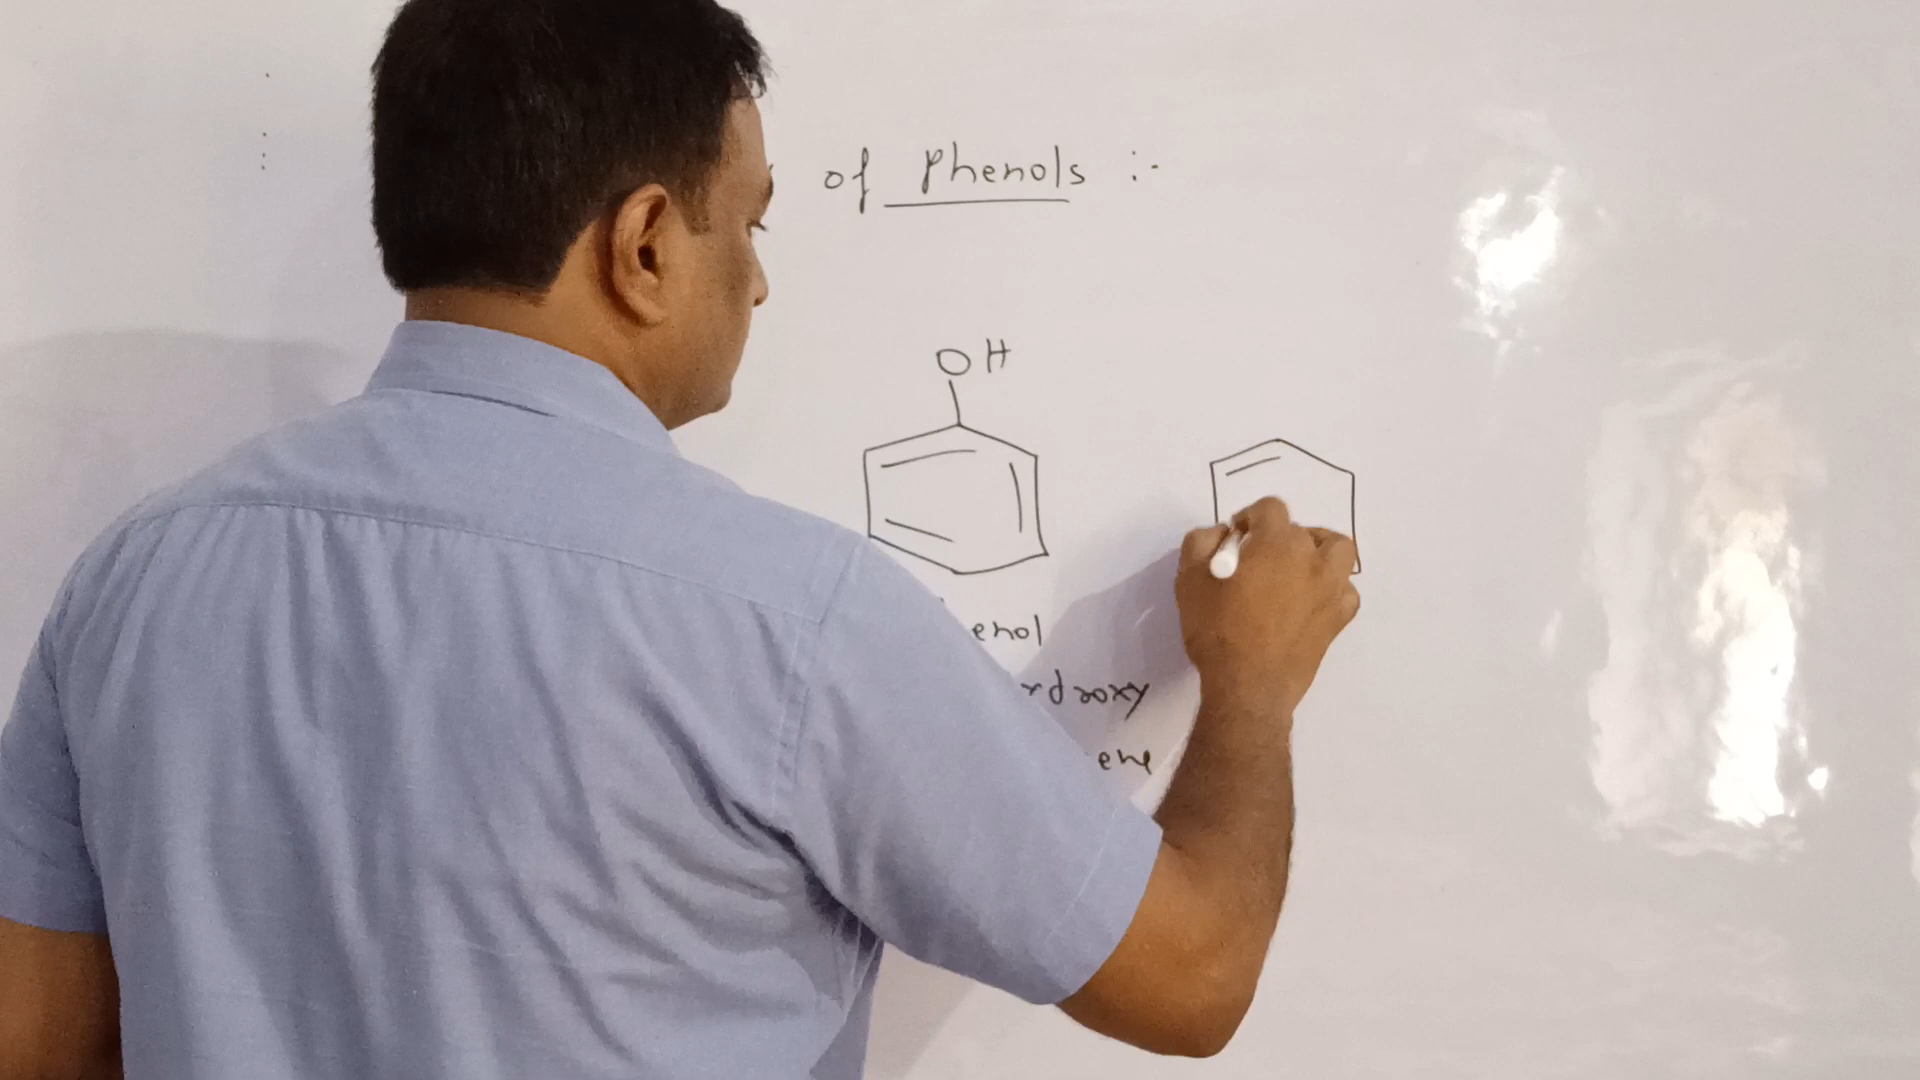 of Phenols :-
OH
enol
rdroxy
ene